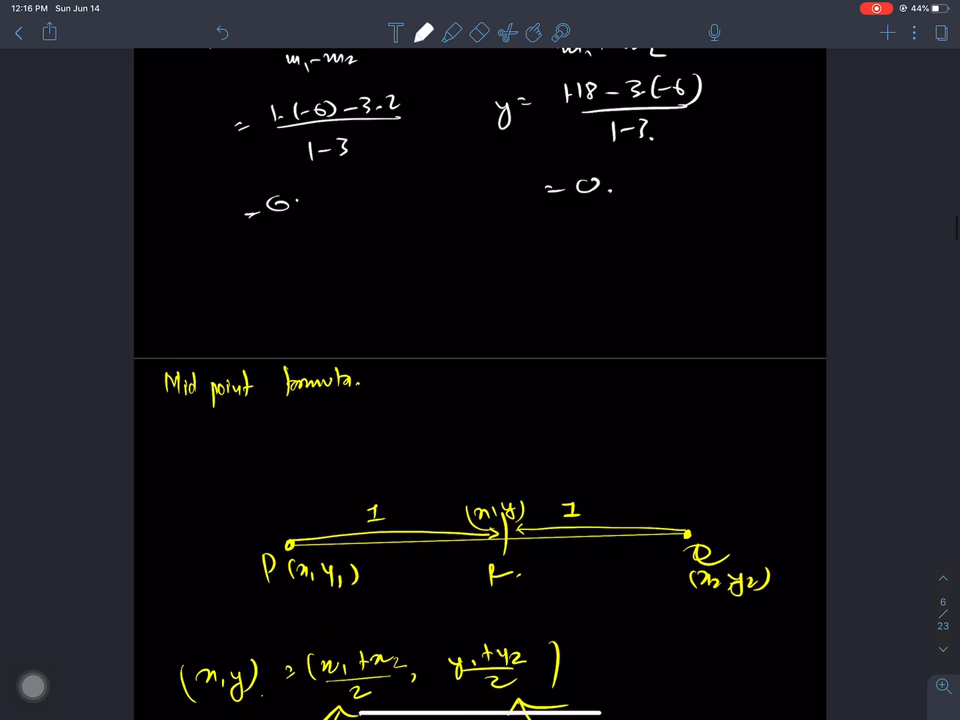 12:16 PM Sun Jun 14
44%
T
m₁-m₂
= 1.(-6) - 3.2 / 1-3
y = 1.18 - 3.(-6) / 1-3.
= 6.
= 0.
Mid point formula.
1 (x,y) 1
P (x₁ y₁) R. Q
(x₂ y₂)
(x,y) = (x₁+x₂/2, y₁+y₂/2)
6
23